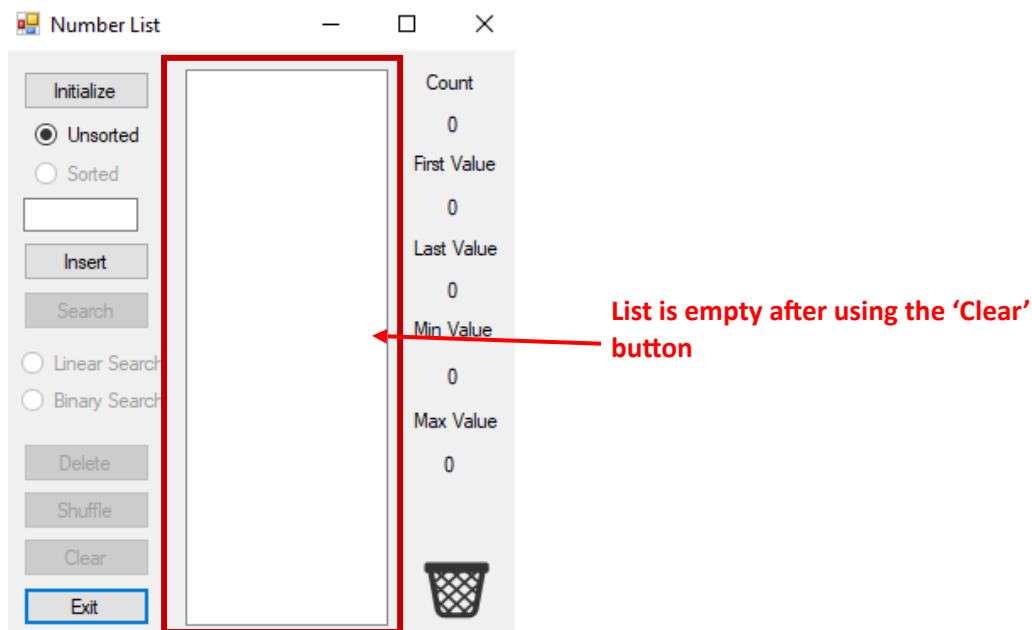 Number List
Initialize
Unsorted
Sorted
Insert
Search
Linear Search
Binary Search
Delete
Shuffle
Clear
Exit
Count
0
First Value
0
Last Value
0
Min Value
0
Max Value
0
List is empty after using the ‘Clear’
button